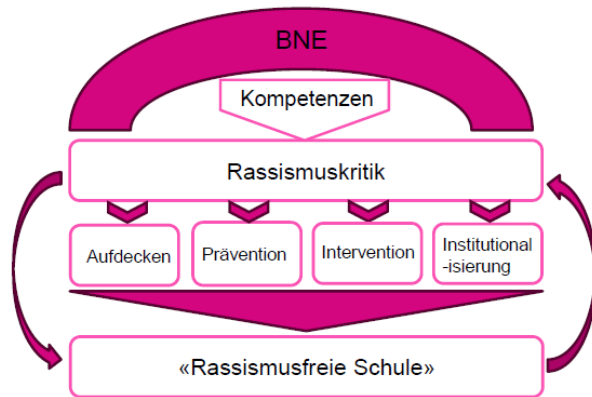 BNE
Kompetenzen
Rassismuskritik
Aufdecken
Prävention
Intervention
Institutional
-isierung
«Rassismusfreie Schule»